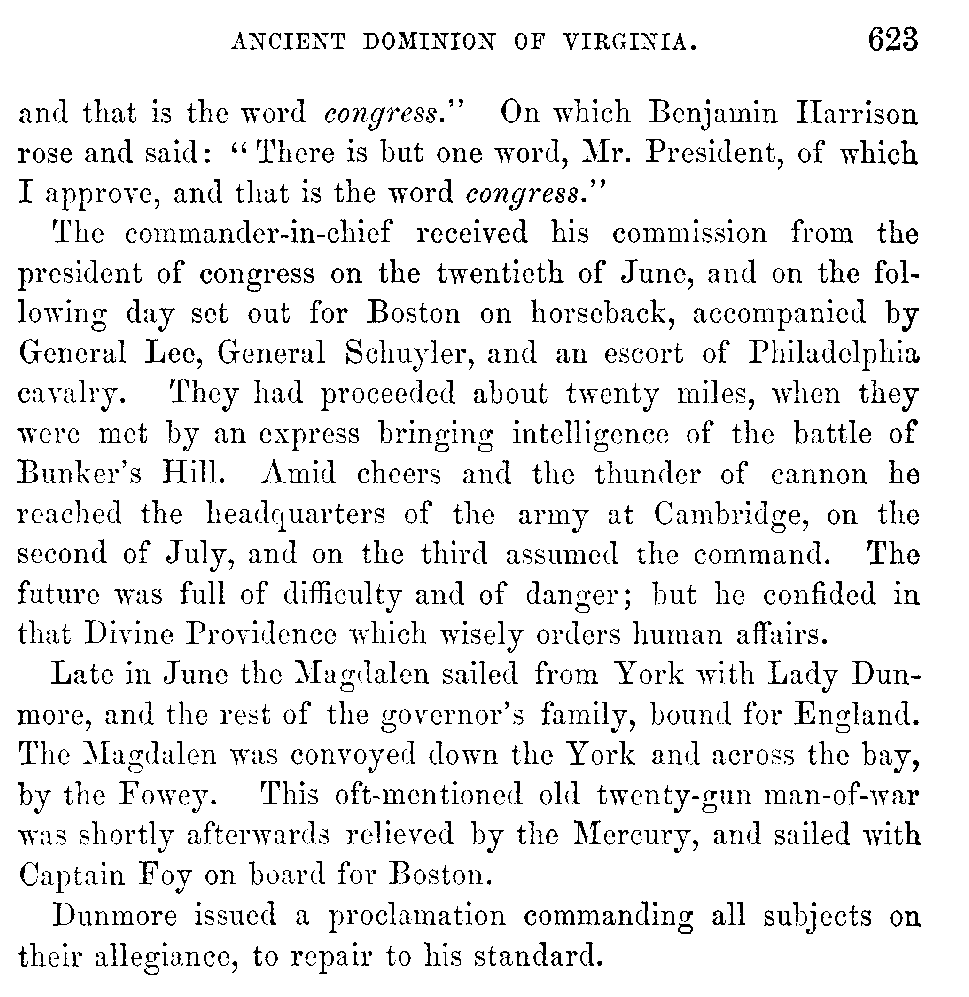 ANCIENT DOMINION OF VIRGINIA. 623
and that is the word congress." On which Benjamin Harrison
rose and said: "There is but one word, Mr. President, of which
I approve, and that is the word congress."
The commander-in-chief received his commission from the
president of congress on the twentieth of June, and on the fol-
lowing day set out for Boston on horseback, accompanied by
General Lee, General Schuyler, and an escort of Philadelphia
cavalry. They had proceeded about twenty miles, when they
were met by an express bringing intelligence of the battle of
Bunker's Hill. Amid cheers and the thunder of cannon he
reached the headquarters of the army at Cambridge, on the
second of July, and on the third assumed the command. The
future was full of difficulty and of danger; but he confided in
that Divine Providence which wisely orders human affairs.
Late in June the Magdalen sailed from York with Lady Dun-
more, and the rest of the governor's family, bound for England.
The Magdalen was convoyed down the York and across the bay,
by the Fowey. This oft-mentioned old twenty-gun man-of-war
was shortly afterwards relieved by the Mercury, and sailed with
Captain Foy on board for Boston.
Dunmore issued a proclamation commanding all subjects on
their allegiance, to repair to his standard.